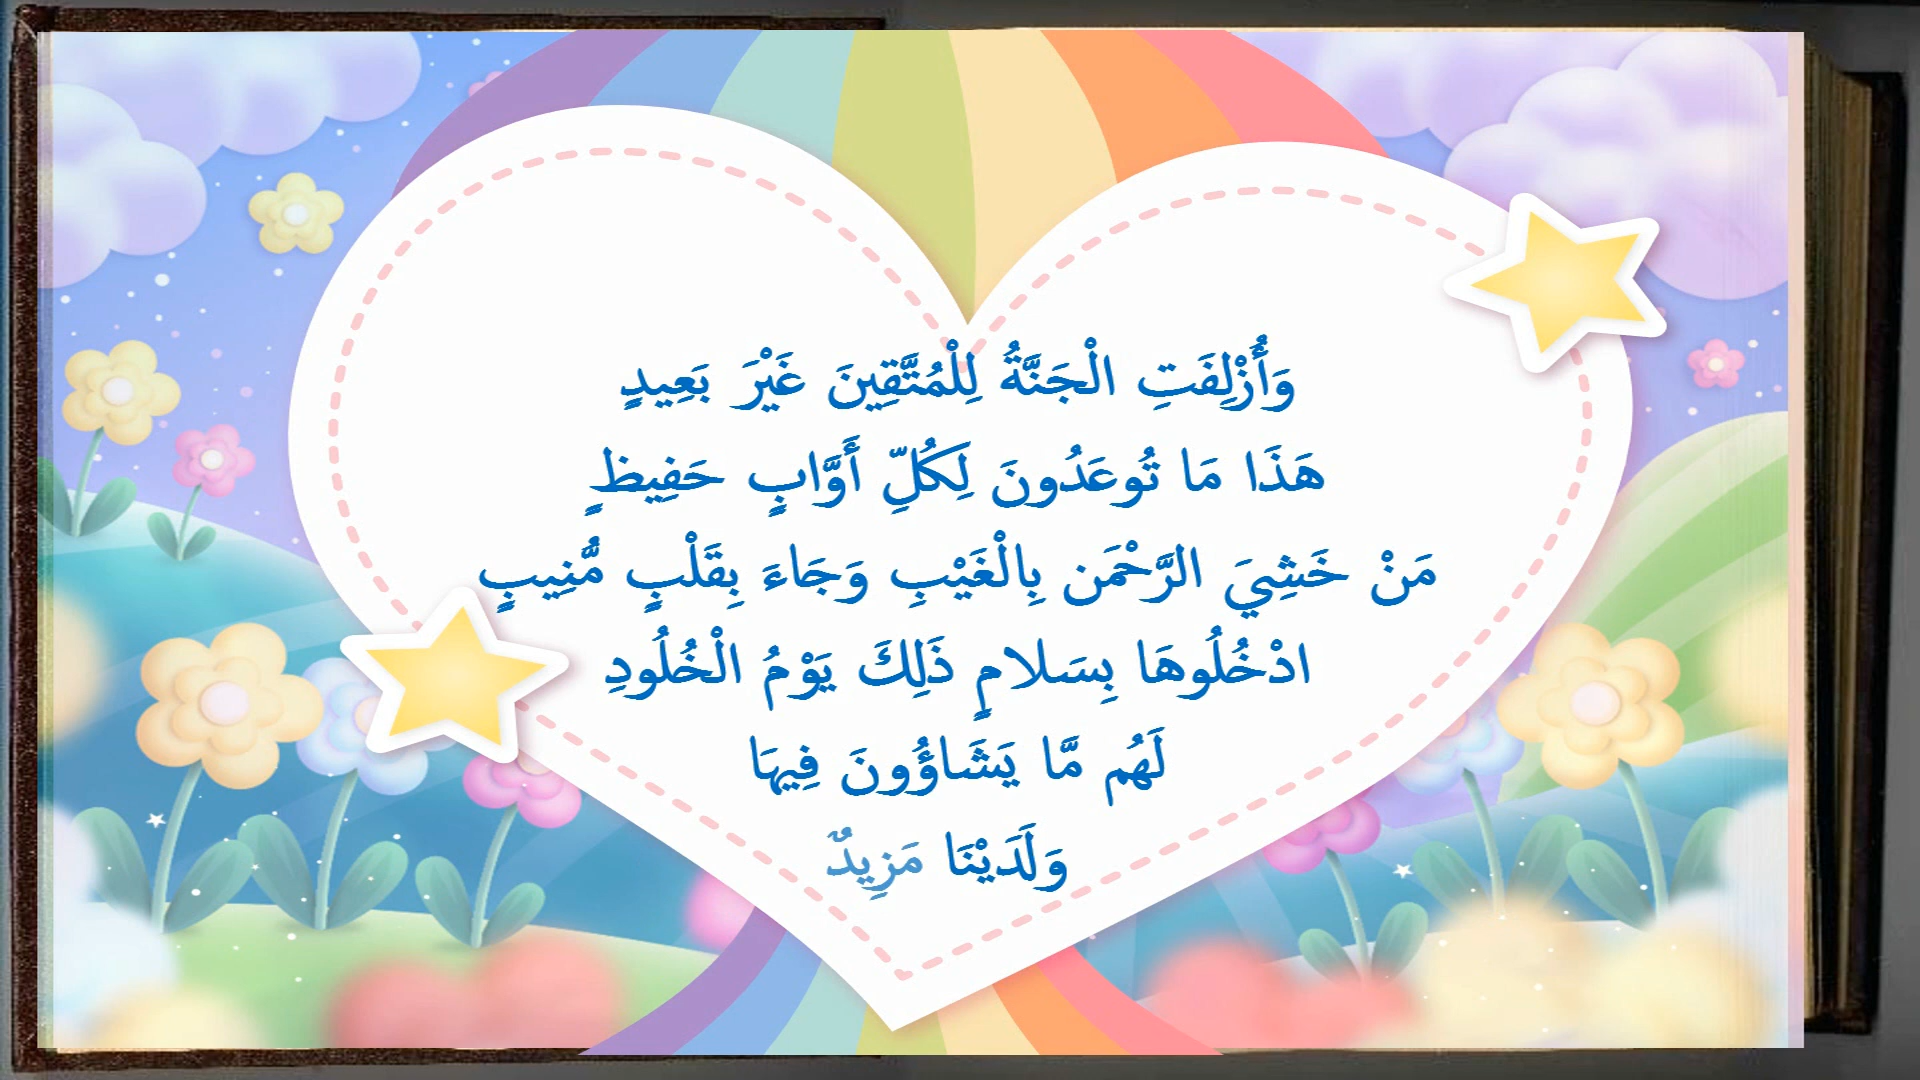 وَأُزْلِفَتِ الْجَنَّةُ لِلْمُتَّقِينَ غَيْرَ بَعِيدٍ
هَذَا مَا تُوعَدُونَ لِكُلِّ أَوَّابٍ حَفِيظٍ
مَنْ خَشِيَ الرَّحْمَن بِالْغَيْبِ وَجَاءَ بِقَلْبٍ مُّنِيبٍ
ادْخُلُوهَا بِسَلامٍ ذَلِكَ يَوْمُ الْخُلُودِ
لَهُم مَّا يَشَاؤُونَ فِيهَا
وَلَدَيْنَا مَزِيدٌ